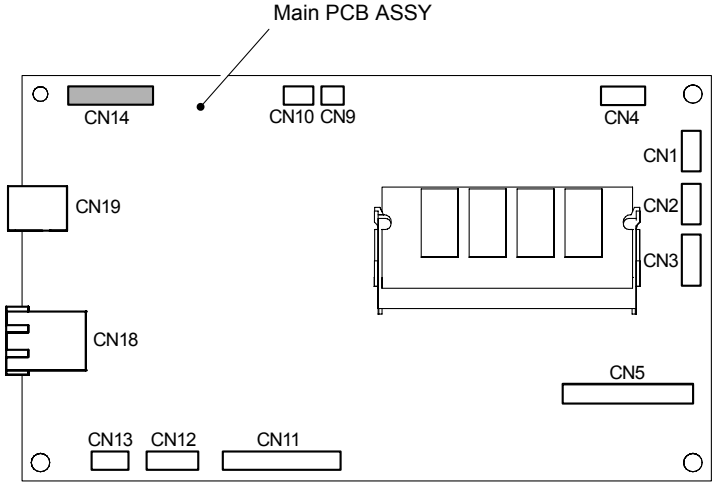 Main PCB ASSY
CN14
CN10
CN9
CN4
CN1
CN19
CN2
CN3
CN18
CN5
CN13
CN12
CN11